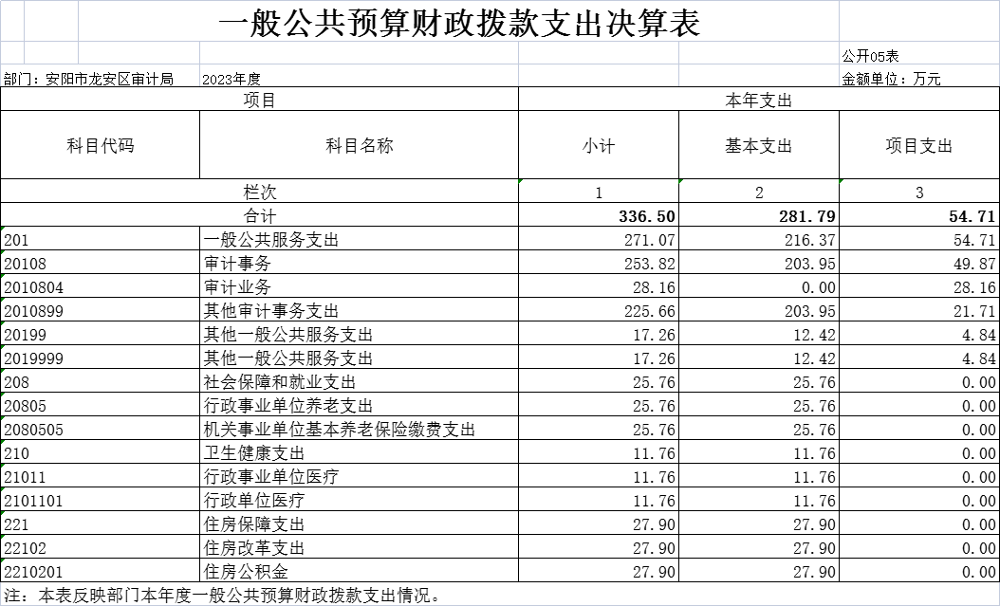 一般公共预算财政拨款支出决算表
公开05表
部门：安阳市龙安区审计局 2023年度 金额单位：万元
项目 本年支出
科目代码 科目名称 小计 基本支出 项目支出
栏次 1 2 3
合计 336.50 281.79 54.71
201 一般公共服务支出 271.07 216.37 54.71
20108 审计事务 253.82 203.95 49.87
2010804 审计业务 28.16 0.00 28.16
2010899 其他审计事务支出 225.66 203.95 21.71
20199 其他一般公共服务支出 17.26 12.42 4.84
2019999 其他一般公共服务支出 17.26 12.42 4.84
208 社会保障和就业支出 25.76 25.76 0.00
20805 行政事业单位养老支出 25.76 25.76 0.00
2080505 机关事业单位基本养老保险缴费支出 25.76 25.76 0.00
210 卫生健康支出 11.76 11.76 0.00
21011 行政事业单位医疗 11.76 11.76 0.00
2101101 行政单位医疗 11.76 11.76 0.00
221 住房保障支出 27.90 27.90 0.00
22102 住房改革支出 27.90 27.90 0.00
2210201 住房公积金 27.90 27.90 0.00
注：本表反映部门本年度一般公共预算财政拨款支出情况。